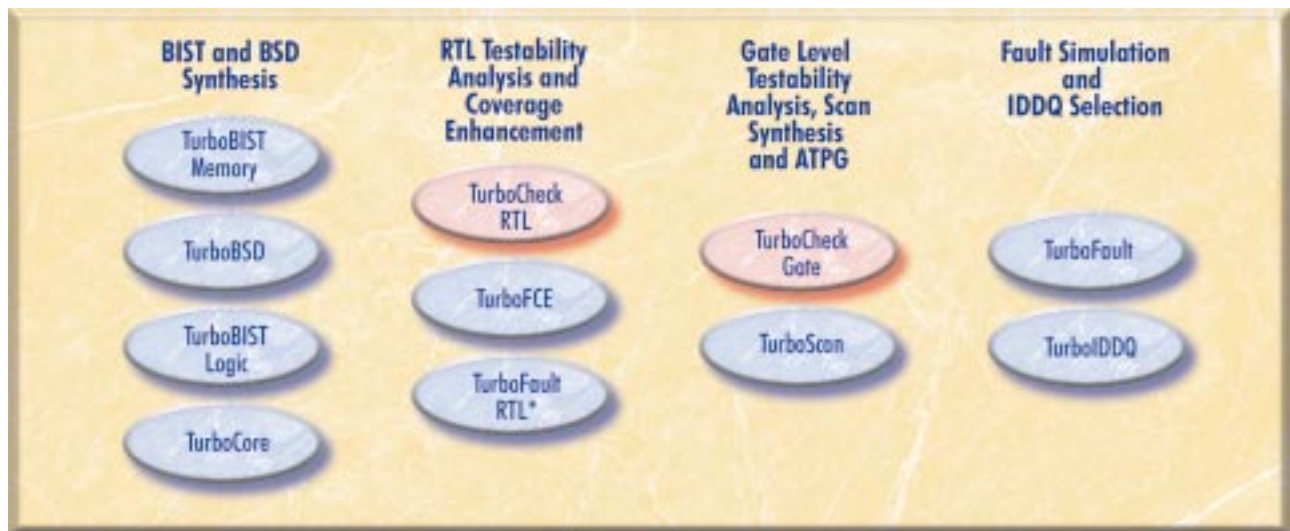 BIST and BSD
Synthesis
TurboBIST
Memory
TurboBSD
TurboBIST
Logic
TurboCore
RTL Testability
Analysis and
Coverage
Enhancement
TurboCheck
RTL
TurboFCE
TurboFault
RTL*
Gate Level
Testability
Analysis, Scan
Synthesis
and ATPG
TurboCheck
Gate
TurboScan
Fault Simulation
and
IDDQ Selection
TurboFault
TurboIDDQ